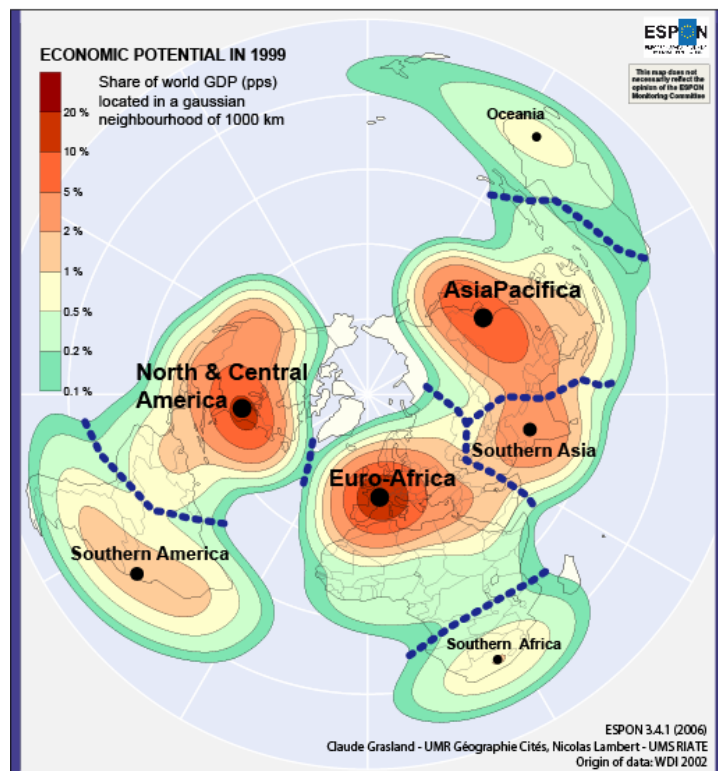 ECONOMIC POTENTIAL IN 1999
Share of world GDP (pps)
located in a gaussian
neighbourhood of 1000 km
20 %
10 %
5 %
2 %
1 %
0.5 %
0.2 %
0.1 %
ESPON
This map does not
necessarily reflect the
opinion of the ESPON
Monitoring Committee
Oceania
AsiaPacifica
North & Central
America
Southern Asia
Euro-Africa
Southern America
Southern Africa
ESPON 3.4.1 (2006)
Claude Grasland - UMR Géographie Cités, Nicolas Lambert - UMS RIATE
Origin of data: WDI 2002